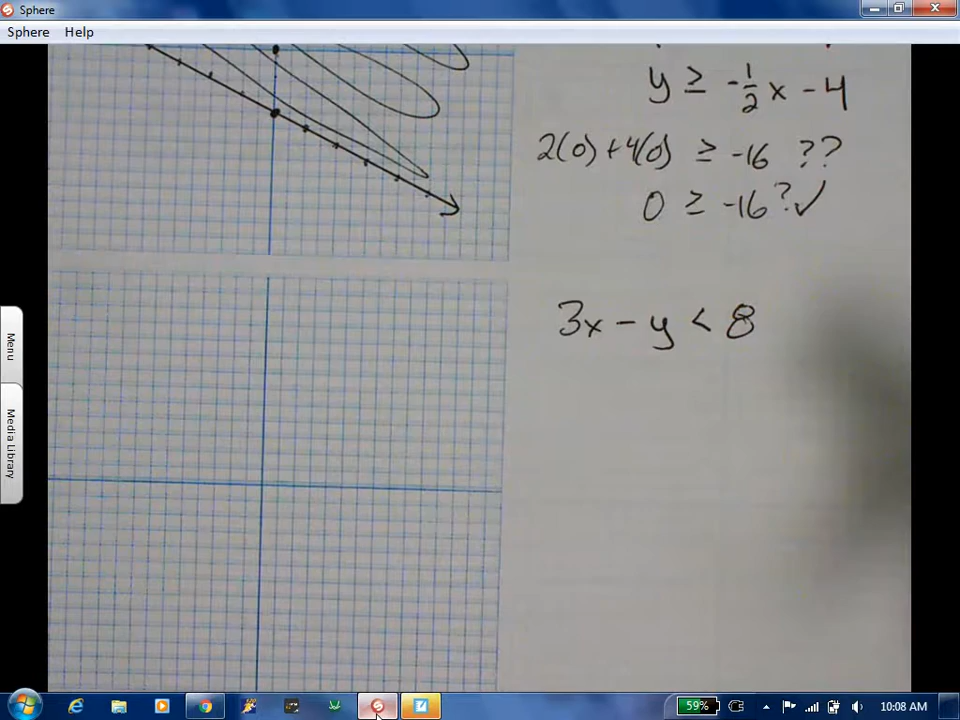 Sphere
Sphere Help
y ≥ -1/2 x - 4
2(0) + 4(0) ≥ -16 ??
0 ≥ -16 ? ✓
3x - y < 8
Menu
Media Library
59%
10:08 AM